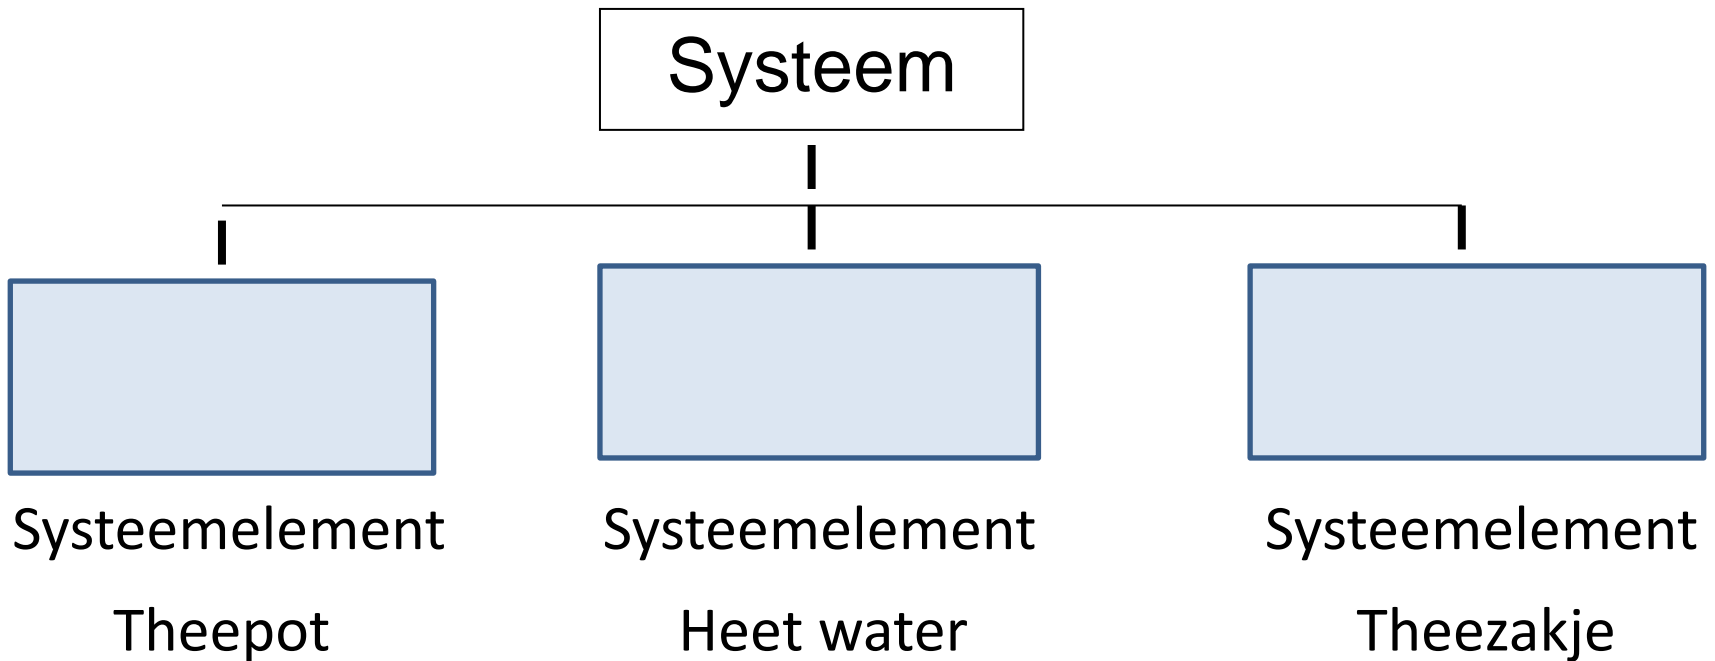 Systeem
Systeemelement
Theepot
Systeemelement
Heet water
Systeemelement
Theezakje